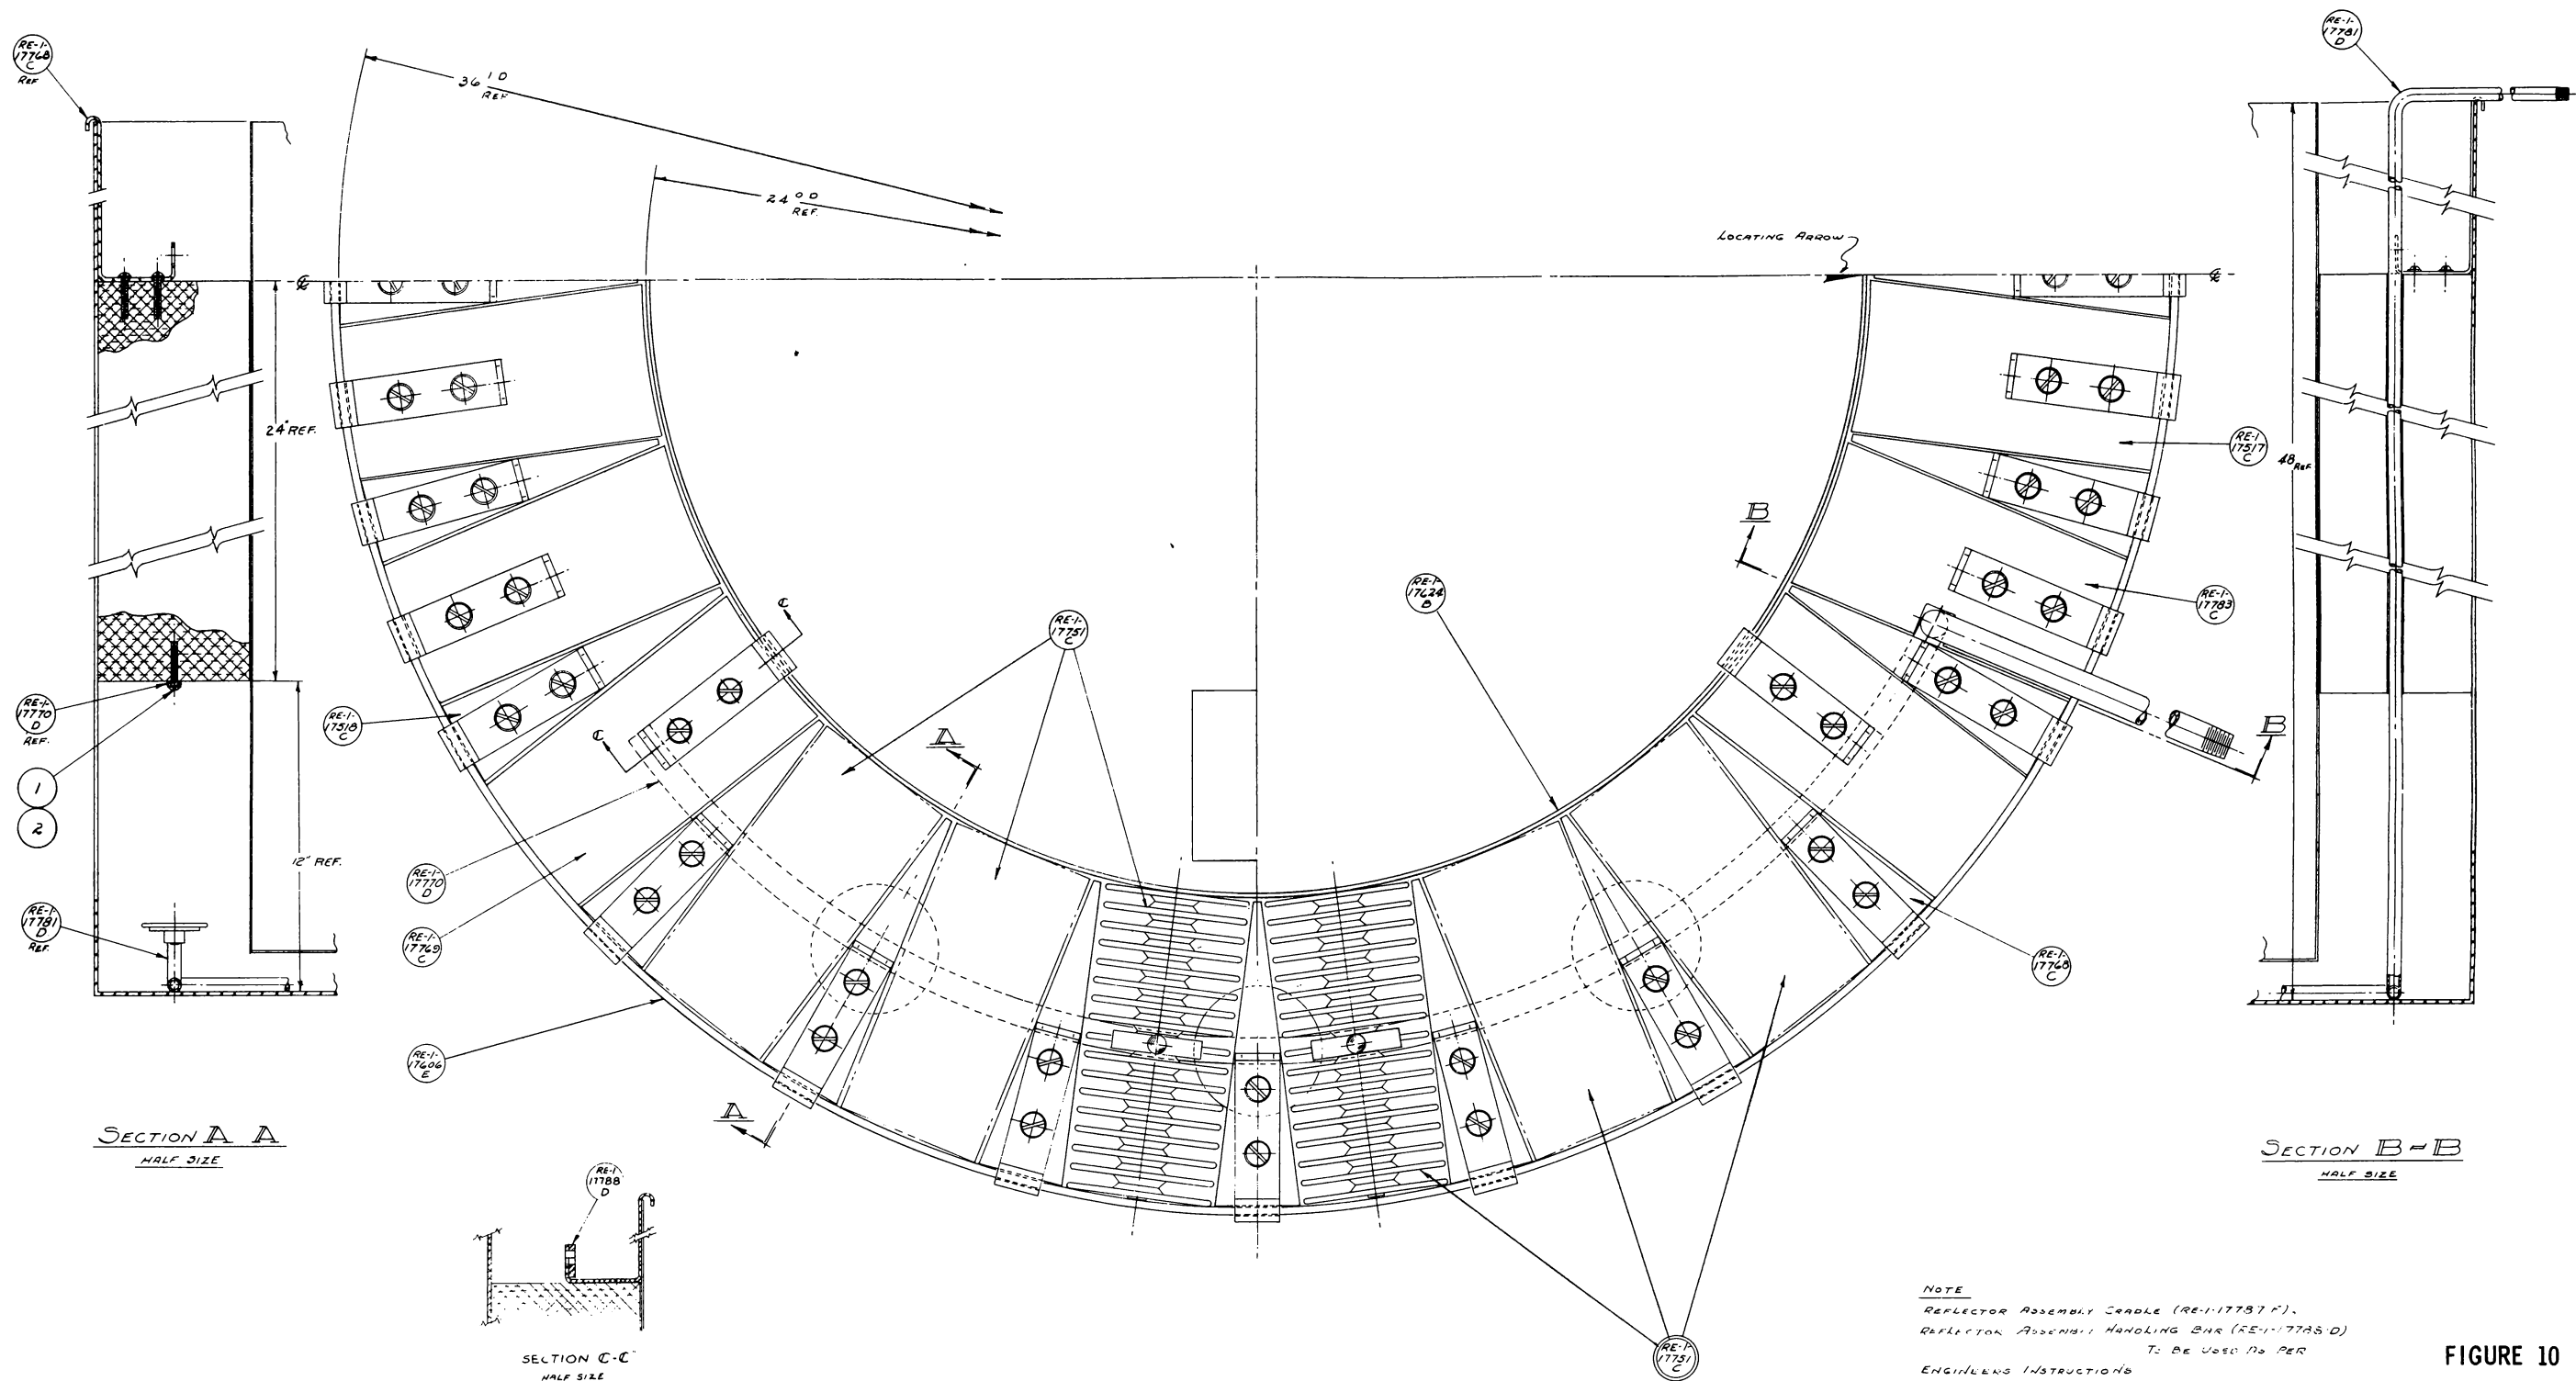 RE-1-
17768
C
REF
36 I D
REF
24 O D
REF.
RE-1-
17781
D
LOCATING ARROW
24" REF.
RE-1
17517
C
48 REF
B
RE-1-
17624
B
RE-1-
17783
C
RE-1-
17751
C
C
C
RE-1-
17770
D
REF.
RE-1-
17518
C
A
B
1
2
12" REF.
RE-1-
17770
D
RE-1-
17781
D
REF.
RE-1-
17769
C
RE-1-
17768
C
RE-1-
17606
E
A
SECTION A A
HALF SIZE
SECTION B-B
HALF SIZE
RE-1
17788
D
SECTION C-C
HALF SIZE
RE-1-
17751
C
NOTE
REFLECTOR ASSEMBLY CRADLE (RE-1-17787 F).
REFLECTOR ASSEMBLY HANDLING BAR
TO BE USED AS PER
ENGINEERS INSTRUCTIONS
FIGURE 10